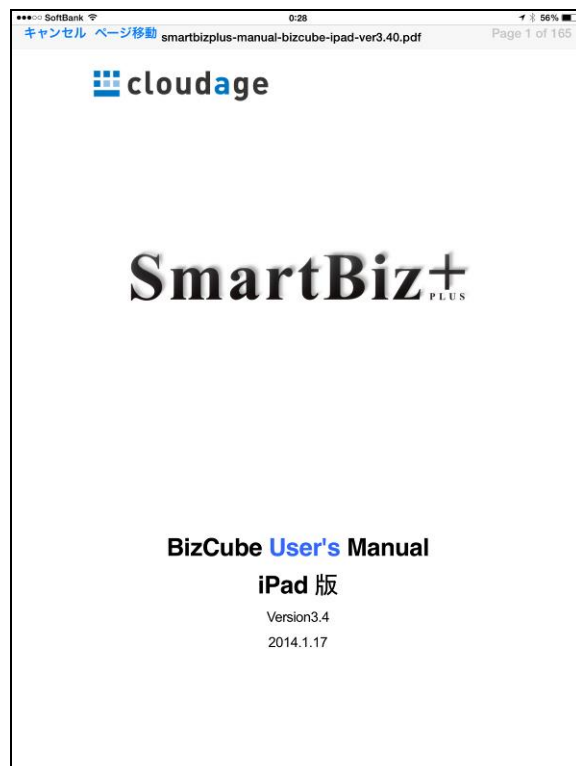 SoftBank 0:28 56%
キャンセル ページ移動 smartbizplus-manual-bizcube-ipad-ver3.40.pdf Page 1 of 165
cloudage
SmartBiz+
PLUS
BizCube User's Manual
iPad 版
Version3.4
2014.1.17